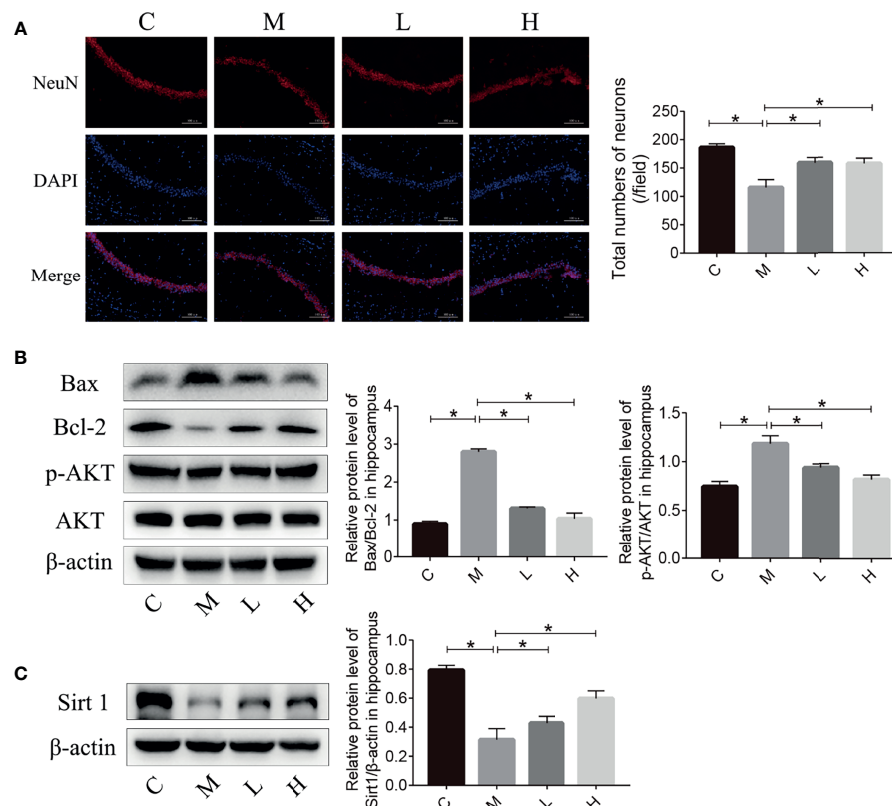 A
C M L H
NeuN
DAPI
Merge
Total numbers of neurons
(/field)
250
200
150
100
50
0
* * *
C M L H
B
Bax
Bcl-2
p-AKT
AKT
β-actin
C M L H
Relative protein level of
Bax/Bcl-2 in hippocampus
4
3
2
1
0
* * *
C M L H
Relative protein level of
p-AKT/AKT in hippocampus
1.5
1.0
0.5
0.0
* * *
C M L H
C
Sirt 1
β-actin
C M L H
Relative protein level of
Sirt1/β-actin in hippocampus
1.0
0.8
0.6
0.4
0.2
0.0
* * *
C M L H